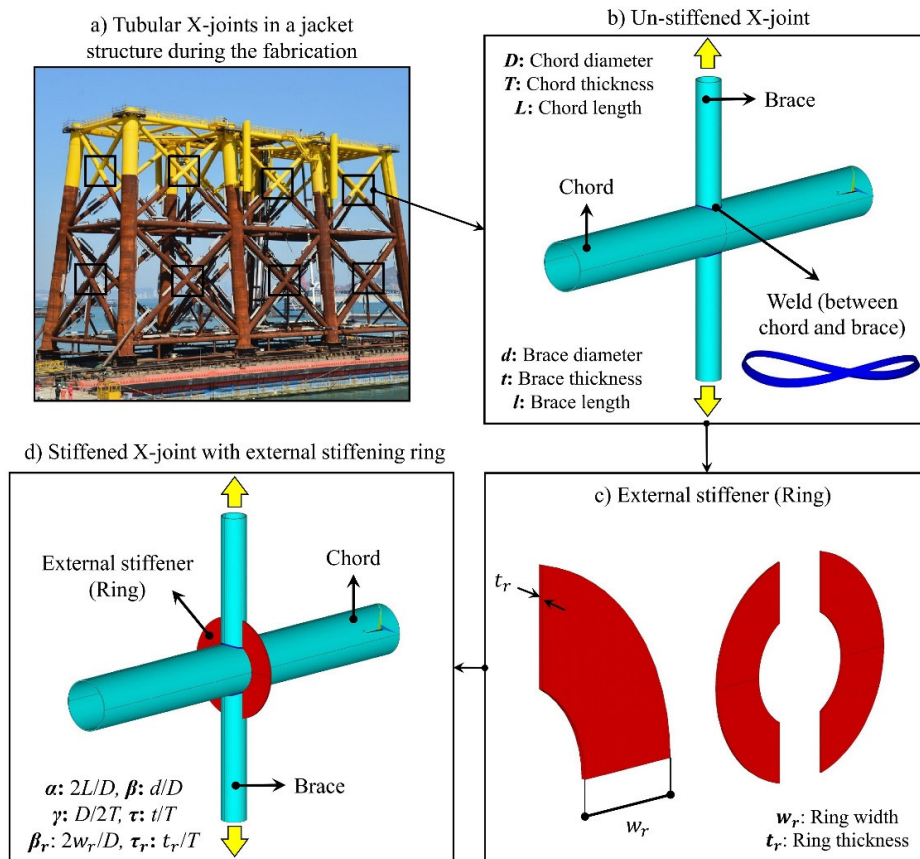 a) Tubular X-joints in a jacket
structure during the fabrication
b) Un-stiffened X-joint
D: Chord diameter
T: Chord thickness
L: Chord length
Brace
Chord
Weld (between
chord and brace)
d: Brace diameter
t: Brace thickness
l: Brace length
d) Stiffened X-joint with external stiffening ring
External stiffener
(Ring)
Chord
Brace
α: 2L/D, β: d/D
γ: D/2T, τ: t/T
βᵣ: 2wᵣ/D, τᵣ: tᵣ/T
c) External stiffener (Ring)
tᵣ
wᵣ
wᵣ: Ring width
tᵣ: Ring thickness